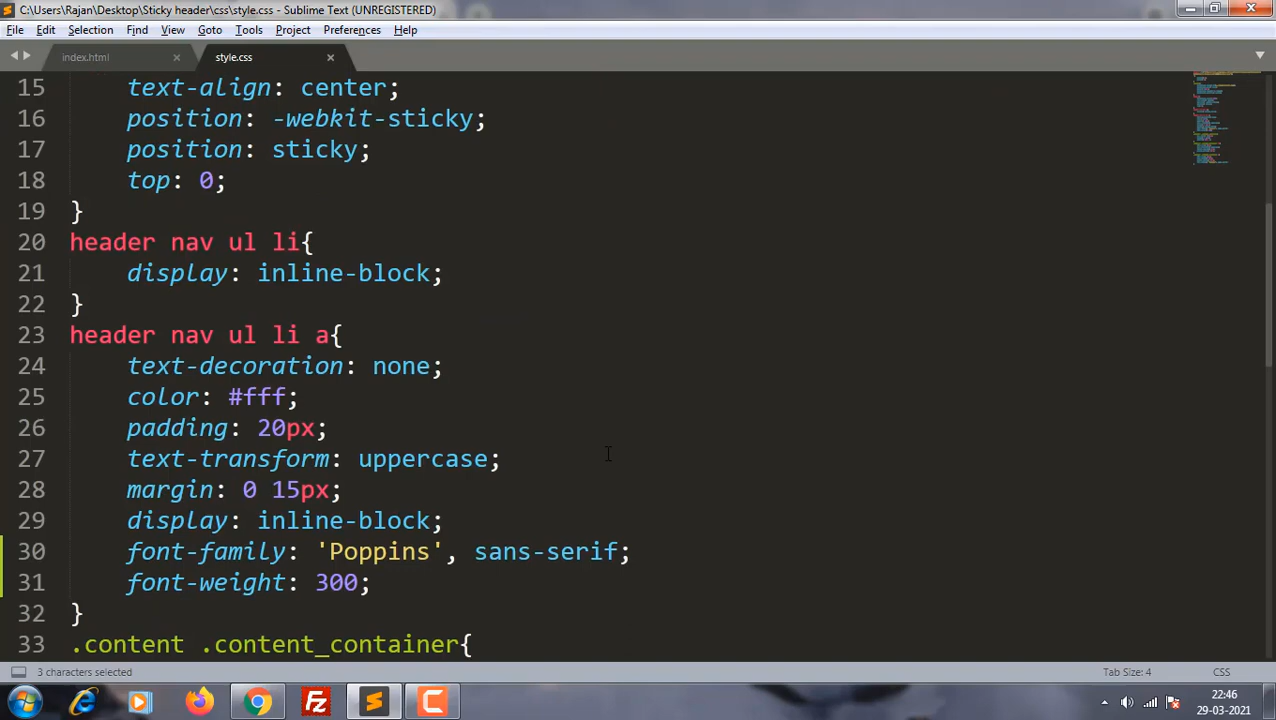 C:\Users\Rajan\Desktop\Sticky header\css\style.css - Sublime Text (UNREGISTERED)
File Edit Selection Find View Goto Tools Project Preferences Help
index.html style.css
15 text-align: center;
16 position: -webkit-sticky;
17 position: sticky;
18 top: 0;
19 }
20 header nav ul li{
21 display: inline-block;
22 }
23 header nav ul li a{
24 text-decoration: none;
25 color: #fff;
26 padding: 20px;
27 text-transform: uppercase;
28 margin: 0 15px;
29 display: inline-block;
30 font-family: 'Poppins', sans-serif;
31 font-weight: 300;
32 }
33 .content .content_container{
3 characters selected Tab Size: 4 CSS
22:46
29-03-2021